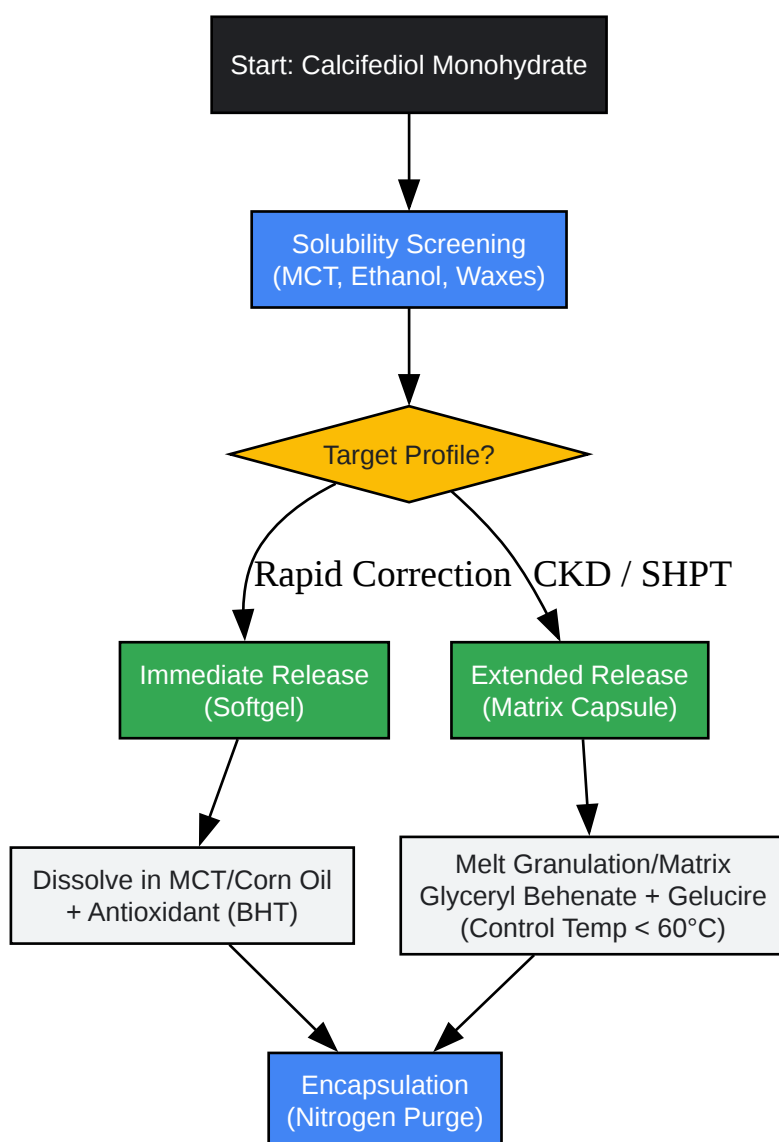 Start: Calcifediol Monohydrate
Solubility Screening
(MCT, Ethanol, Waxes)
Target Profile?
Rapid Correction
CKD / SHPT
Immediate Release
(Softgel)
Extended Release
(Matrix Capsule)
Dissolve in MCT/Corn Oil
+ Antioxidant (BHT)
Melt Granulation/Matrix
Glyceryl Behenate + Gelucire
(Control Temp < 60°C)
Encapsulation
(Nitrogen Purge)